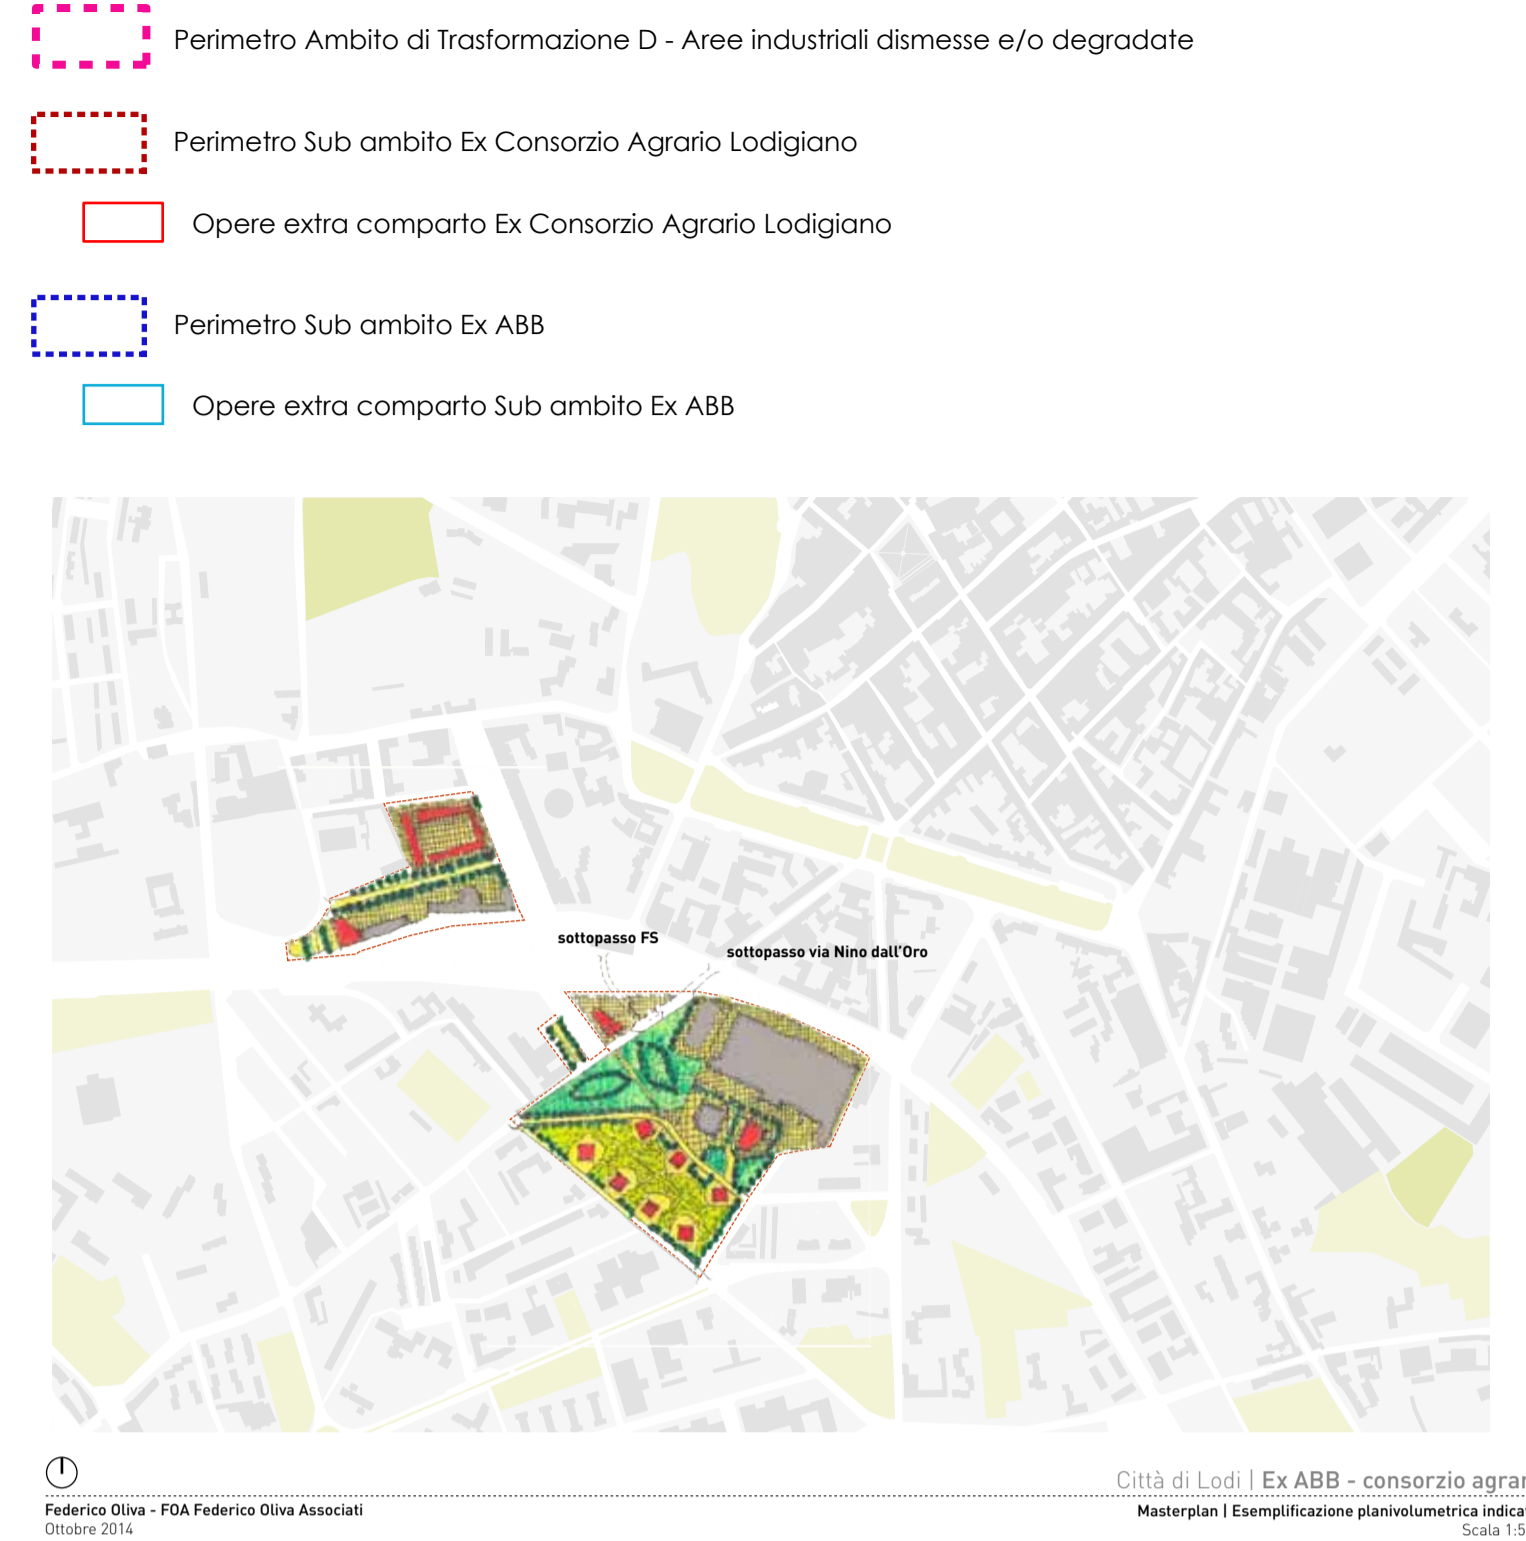 Perimetro Ambito di Trasformazione D - Aree industriali dismesse e/o degradate
Perimetro Sub ambito Ex Consorzio Agrario Lodigiano
Opere extra comparto Ex Consorzio Agrario Lodigiano
Perimetro Sub ambito Ex ABB
Opere extra comparto Sub ambito Ex ABB
sottopasso FS
sottopasso via Nino dall'Oro
Città di Lodi | Ex ABB - consorzio agrar
Federico Oliva - FOA Federico Oliva Associati
Masterplan | Esemplificazione planivolumetrica indicat
Ottobre 2014
Scala 1:5